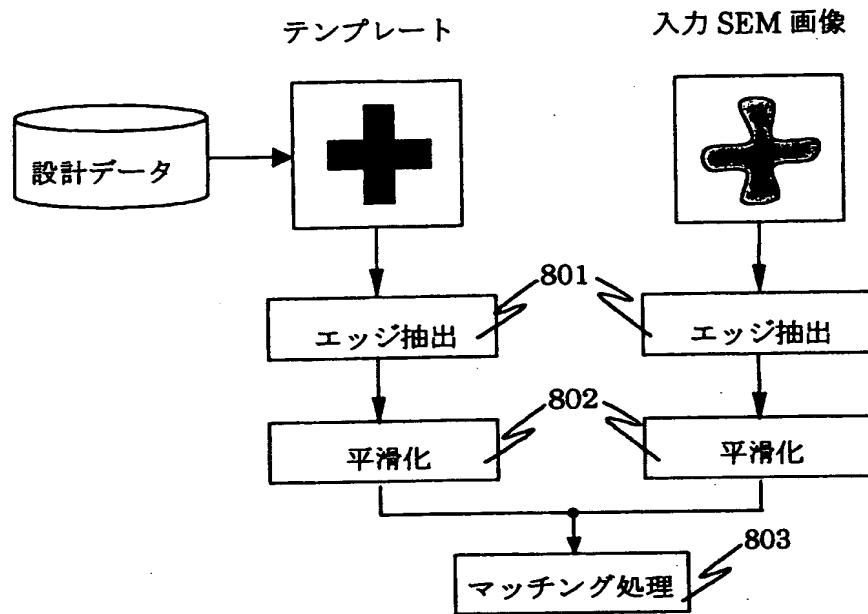 テンプレート
入力 SEM 画像
設計データ
801
エッジ抽出
エッジ抽出
802
平滑化
平滑化
803
マッチング処理